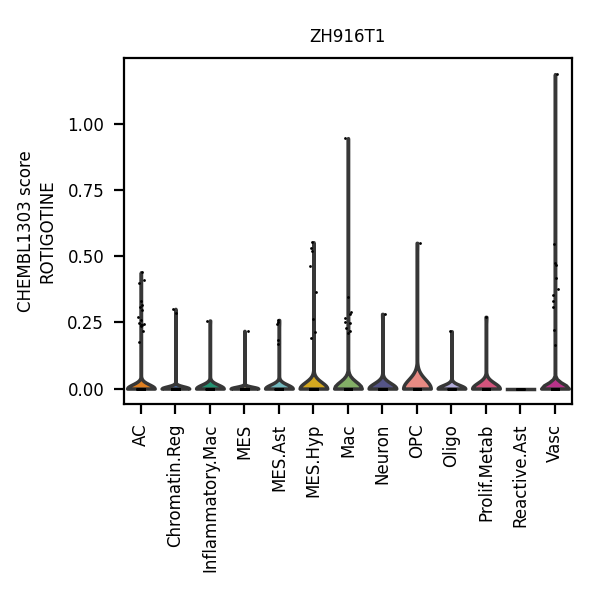 ZH916T1
CHEMBL1303 score
ROTIGOTINE
1.00
0.75
0.50
0.25
0.00
AC
Chromatin.Reg
Inflammatory.Mac
MES
MES.Ast
MES.Hyp
Mac
Neuron
OPC
Oligo
Prolif.Metab
Reactive.Ast
Vasc